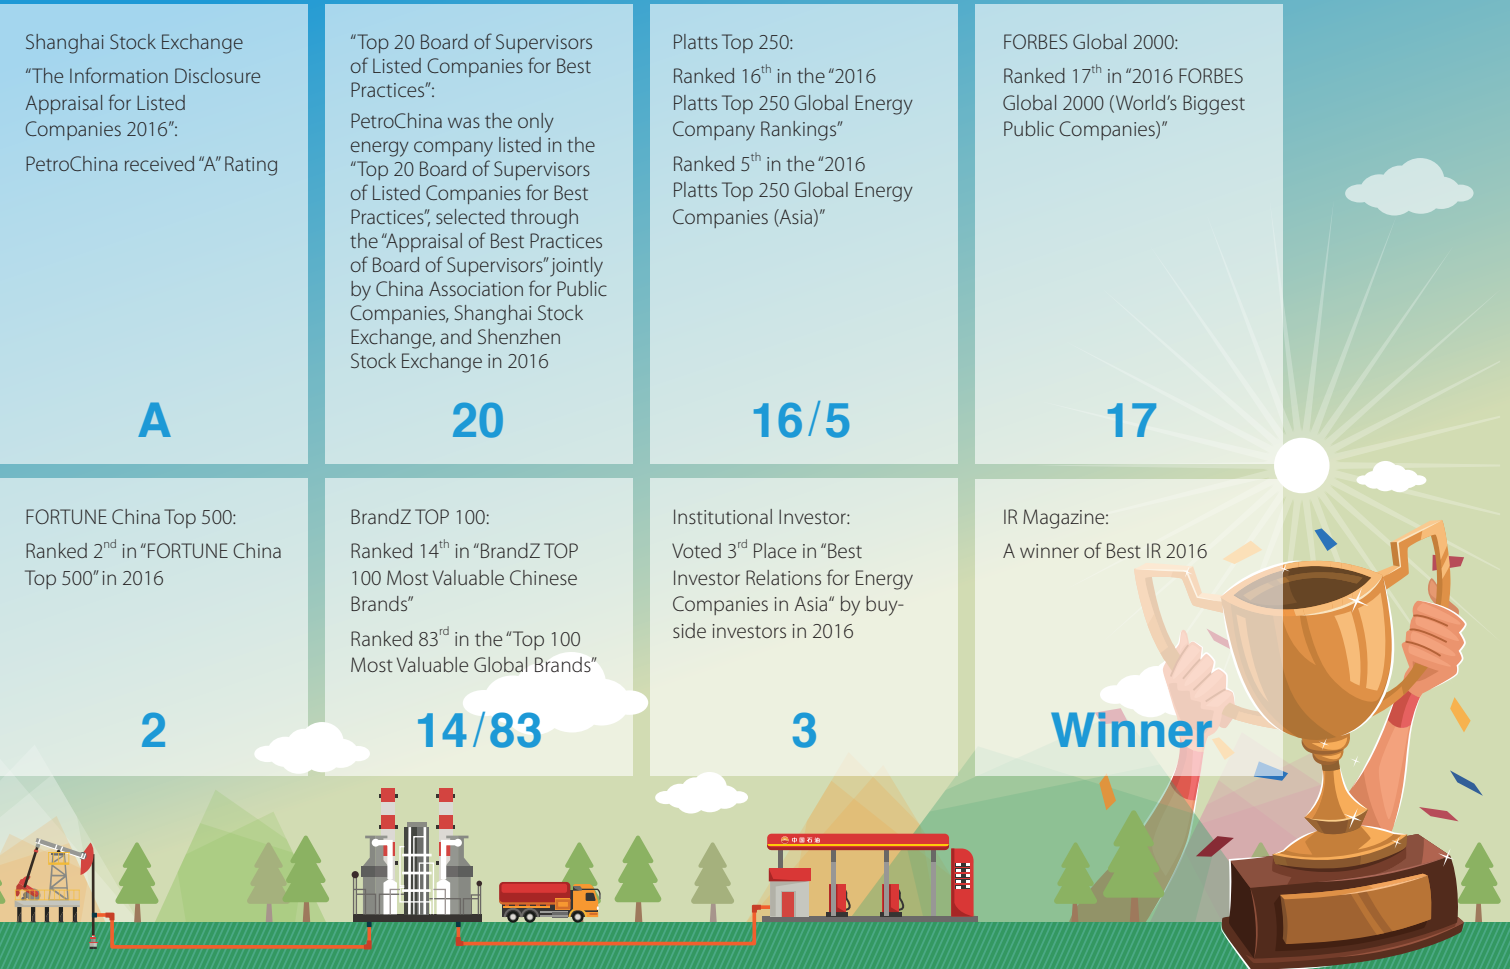 Shanghai Stock Exchange
“The Information Disclosure
Appraisal for Listed
Companies 2016”:
PetroChina received “A” Rating
A
“Top 20 Board of Supervisors
of Listed Companies for Best
Practices”:
PetroChina was the only
energy company listed in the
“Top 20 Board of Supervisors
of Listed Companies for Best
Practices”, selected through
the “Appraisal of Best Practices
of Board of Supervisors” jointly
by China Association for Public
Companies, Shanghai Stock
Exchange, and Shenzhen
Stock Exchange in 2016
20
Platts Top 250:
Ranked 16th in the “2016
Platts Top 250 Global Energy
Company Rankings”
Ranked 5th in the “2016
Platts Top 250 Global Energy
Companies (Asia)”
16/5
FORBES Global 2000:
Ranked 17th in “2016 FORBES
Global 2000 (World’s Biggest
Public Companies)”
17
FORTUNE China Top 500:
Ranked 2nd in “FORTUNE China
Top 500” in 2016
2
BrandZ TOP 100:
Ranked 14th in “BrandZ TOP
100 Most Valuable Chinese
Brands”
Ranked 83rd in the “Top 100
Most Valuable Global Brands”
14/83
Institutional Investor:
Voted 3rd Place in “Best
Investor Relations for Energy
Companies in Asia“ by buy-
side investors in 2016
3
IR Magazine:
A winner of Best IR 2016
Winner
中国石油